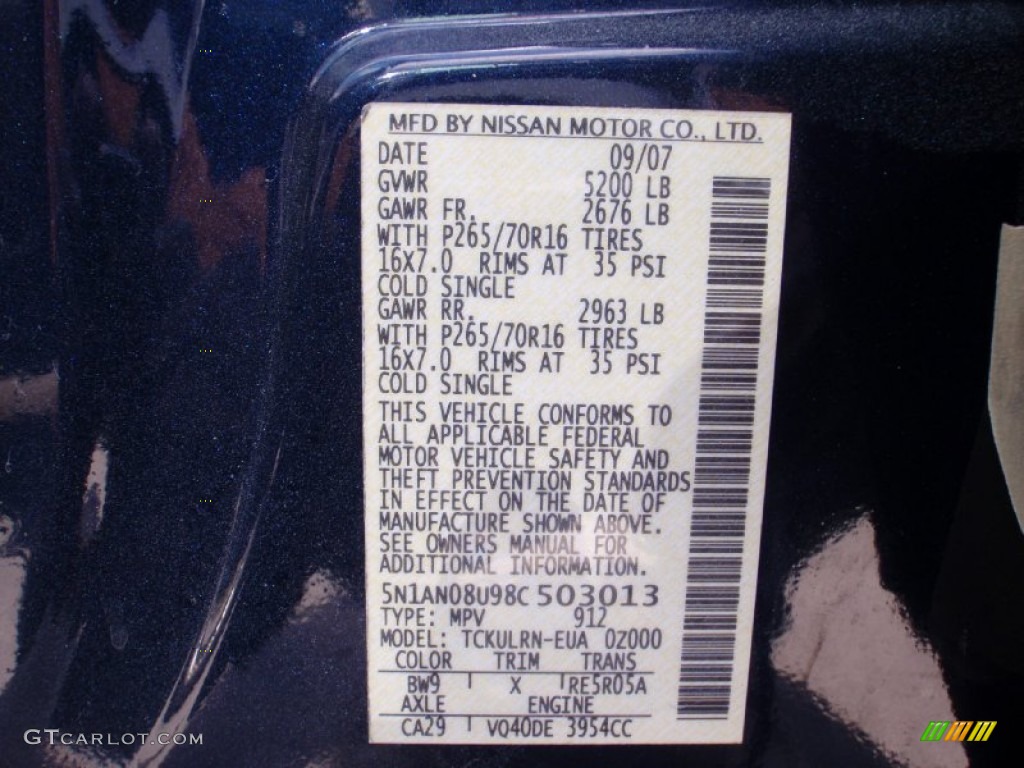 MFD BY NISSAN MOTOR CO., LTD.
DATE 09/07
GVWR 5200 LB
GAWR FR. 2676 LB
WITH P265/70R16 TIRES
16X7.0 RIMS AT 35 PSI
COLD SINGLE
GAWR RR. 2963 LB
WITH P265/70R16 TIRES
16X7.0 RIMS AT 35 PSI
COLD SINGLE
THIS VEHICLE CONFORMS TO
ALL APPLICABLE FEDERAL
MOTOR VEHICLE SAFETY AND
THEFT PREVENTION STANDARDS
IN EFFECT ON THE DATE OF
MANUFACTURE SHOWN ABOVE.
SEE OWNERS MANUAL FOR
ADDITIONAL INFORMATION.
5N1AN08U98C503013
TYPE: MPV 912
MODEL: TCKULRN-EUA 0Z000
COLOR TRIM TRANS
BW9 X RE5R05A
AXLE ENGINE
CA29 VQ40DE 3954CC
GTCARLOT.COM